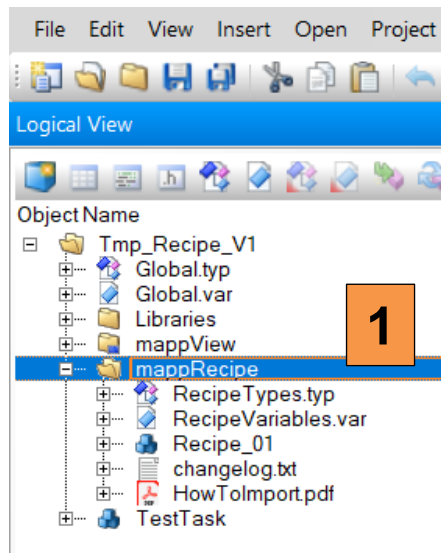 File Edit View Insert Open Project
Logical View
.h
Object Name
Tmp_Recipe_V1
Global.typ
Global.var
Libraries
mappView
1
mappRecipe
RecipeTypes.typ
RecipeVariables.var
Recipe_01
changelog.txt
HowToImport.pdf
TestTask